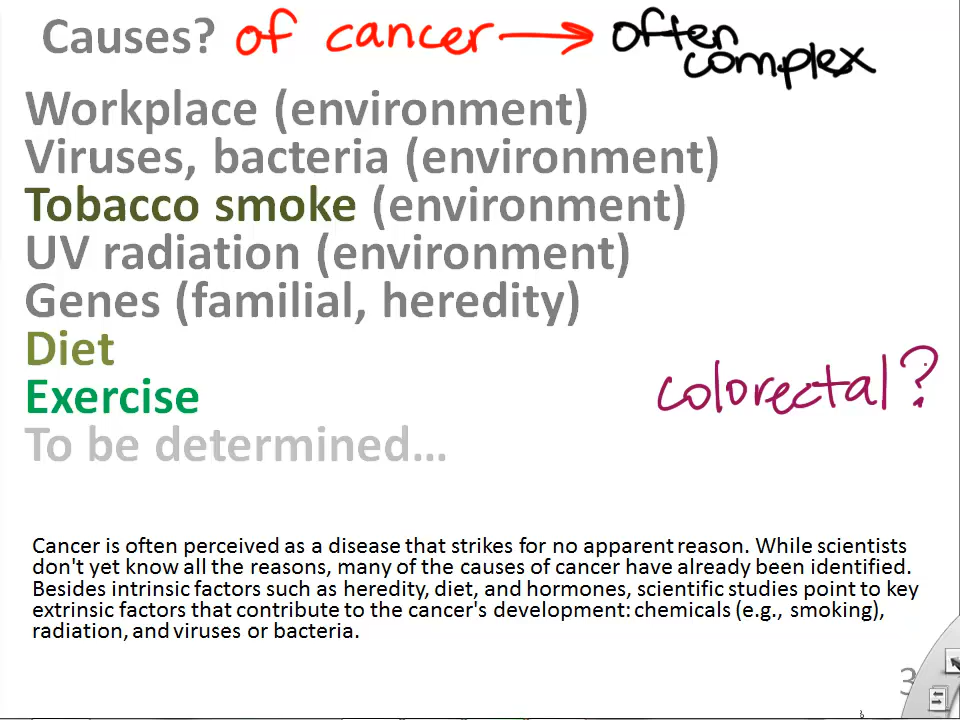 Causes? of cancer → often
complex
Workplace (environment)
Viruses, bacteria (environment)
Tobacco smoke (environment)
UV radiation (environment)
Genes (familial, heredity)
Diet
Exercise
colorectal?
To be determined...
Cancer is often perceived as a disease that strikes for no apparent reason. While scientists
don't yet know all the reasons, many of the causes of cancer have already been identified.
Besides intrinsic factors such as heredity, diet, and hormones, scientific studies point to key
extrinsic factors that contribute to the cancer's development: chemicals (e.g., smoking),
radiation, and viruses or bacteria.
3